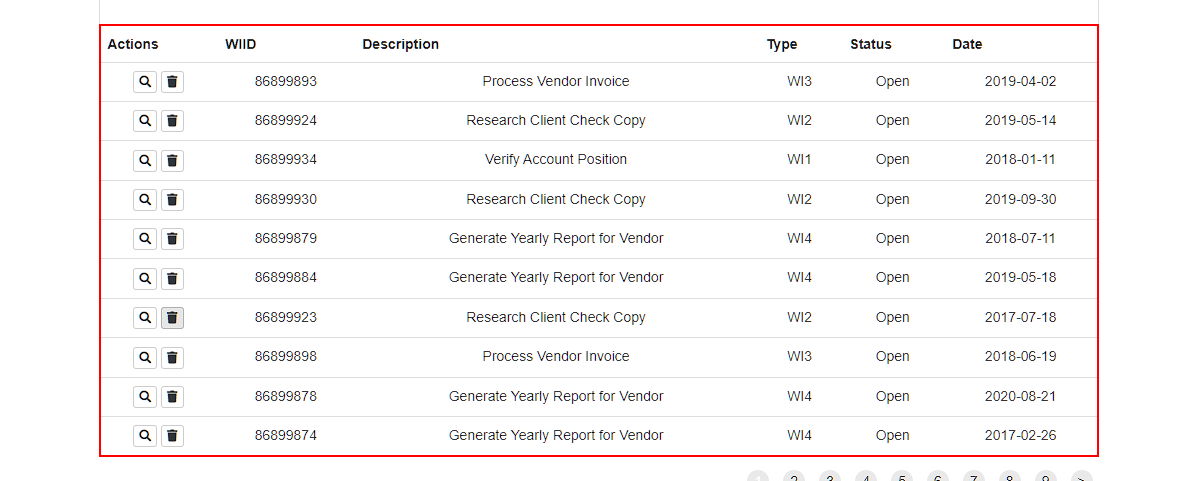 Actions WIID Description Type Status Date
86899893 Process Vendor Invoice WI3 Open 2019-04-02
86899924 Research Client Check Copy WI2 Open 2019-05-14
86899934 Verify Account Position WI1 Open 2018-01-11
86899930 Research Client Check Copy WI2 Open 2019-09-30
86899879 Generate Yearly Report for Vendor WI4 Open 2018-07-11
86899884 Generate Yearly Report for Vendor WI4 Open 2019-05-18
86899923 Research Client Check Copy WI2 Open 2017-07-18
86899898 Process Vendor Invoice WI3 Open 2018-06-19
86899878 Generate Yearly Report for Vendor WI4 Open 2020-08-21
86899874 Generate Yearly Report for Vendor WI4 Open 2017-02-26
1 2 3 4 5 6 7 8 9 >